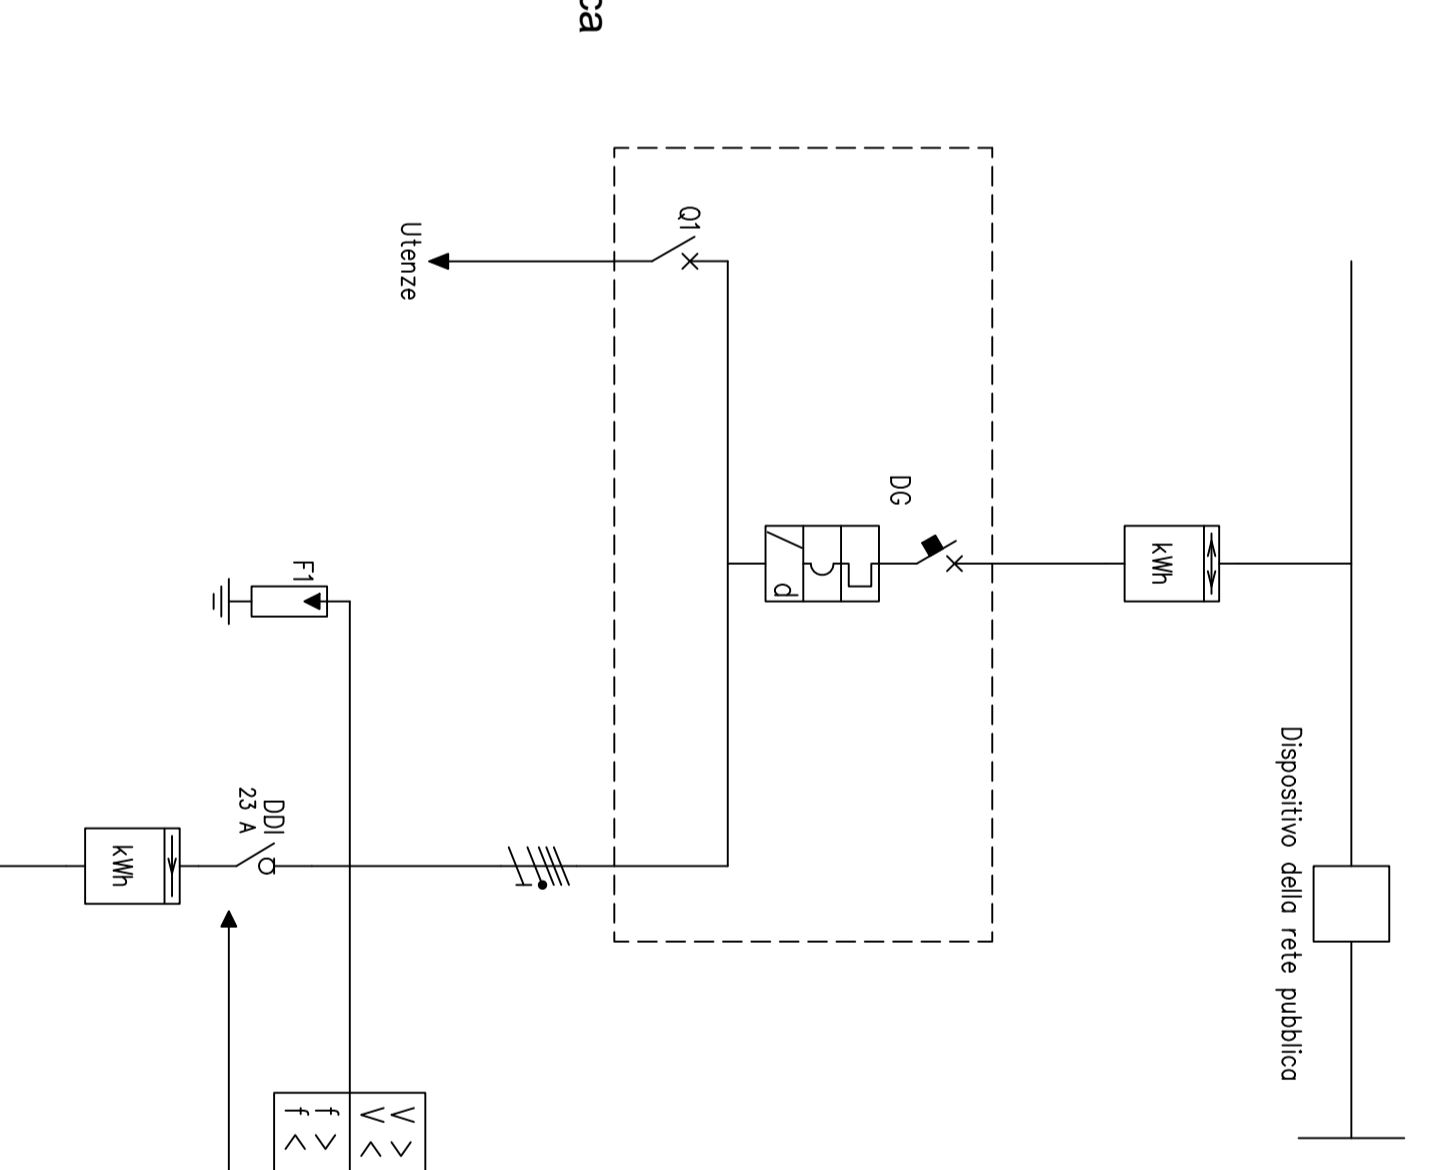 ca
Dispositivo della rete pubblica
kWh
DG
d
Q1
Utenze
V >
V <
f >
f <
F1
DDI
23 A
kWh